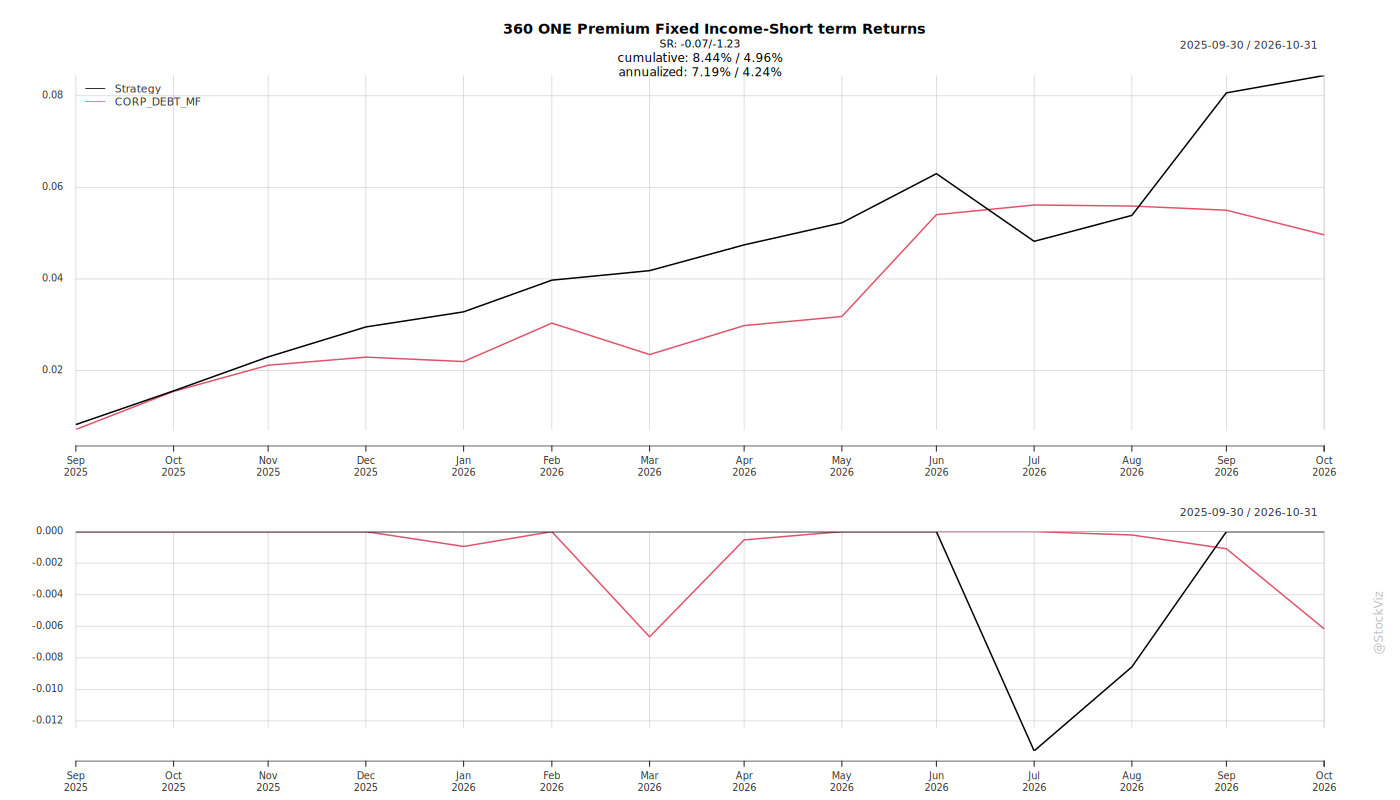 360 ONE Premium Fixed Income-Short term Returns
SR: -0.07/-1.23
cumulative: 8.44% / 4.96%
annualized: 7.19% / 4.24%
2025-09-30 / 2026-10-31
Strategy
CORP_DEBT_MF
0.08
0.06
0.04
0.02
Sep Oct Nov Dec Jan Feb Mar Apr May Jun Jul Aug Sep Oct
2025 2025 2025 2025 2026 2026 2026 2026 2026 2026 2026 2026 2026 2026
2025-09-30 / 2026-10-31
0.000
-0.002
-0.004
-0.006
-0.008
-0.010
-0.012
Sep Oct Nov Dec Jan Feb Mar Apr May Jun Jul Aug Sep Oct
2025 2025 2025 2025 2026 2026 2026 2026 2026 2026 2026 2026 2026 2026
@StockViz